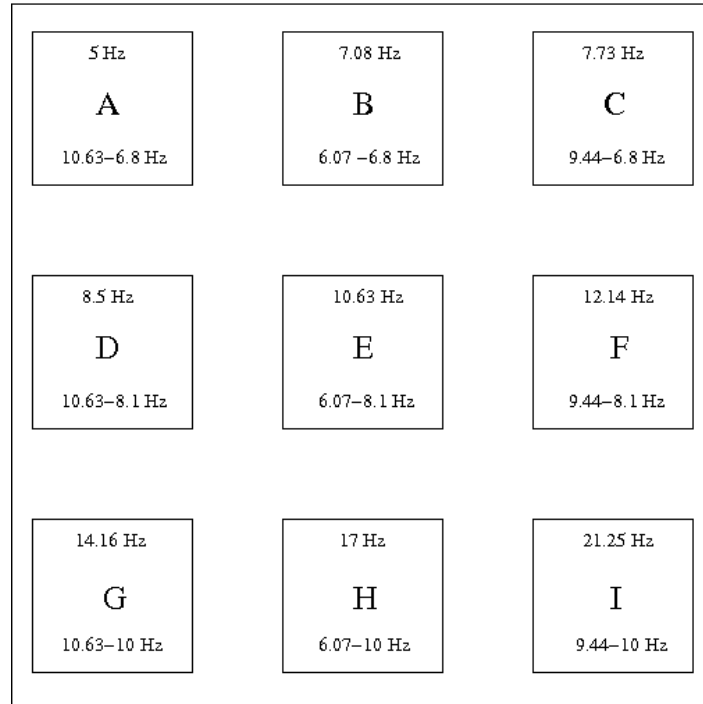 5 Hz
A
10.63–6.8 Hz
7.08 Hz
B
6.07 –6.8 Hz
7.73 Hz
C
9.44–6.8 Hz
8.5 Hz
D
10.63–8.1 Hz
10.63 Hz
E
6.07–8.1 Hz
12.14 Hz
F
9.44–8.1 Hz
14.16 Hz
G
10.63–10 Hz
17 Hz
H
6.07–10 Hz
21.25 Hz
I
9.44–10 Hz